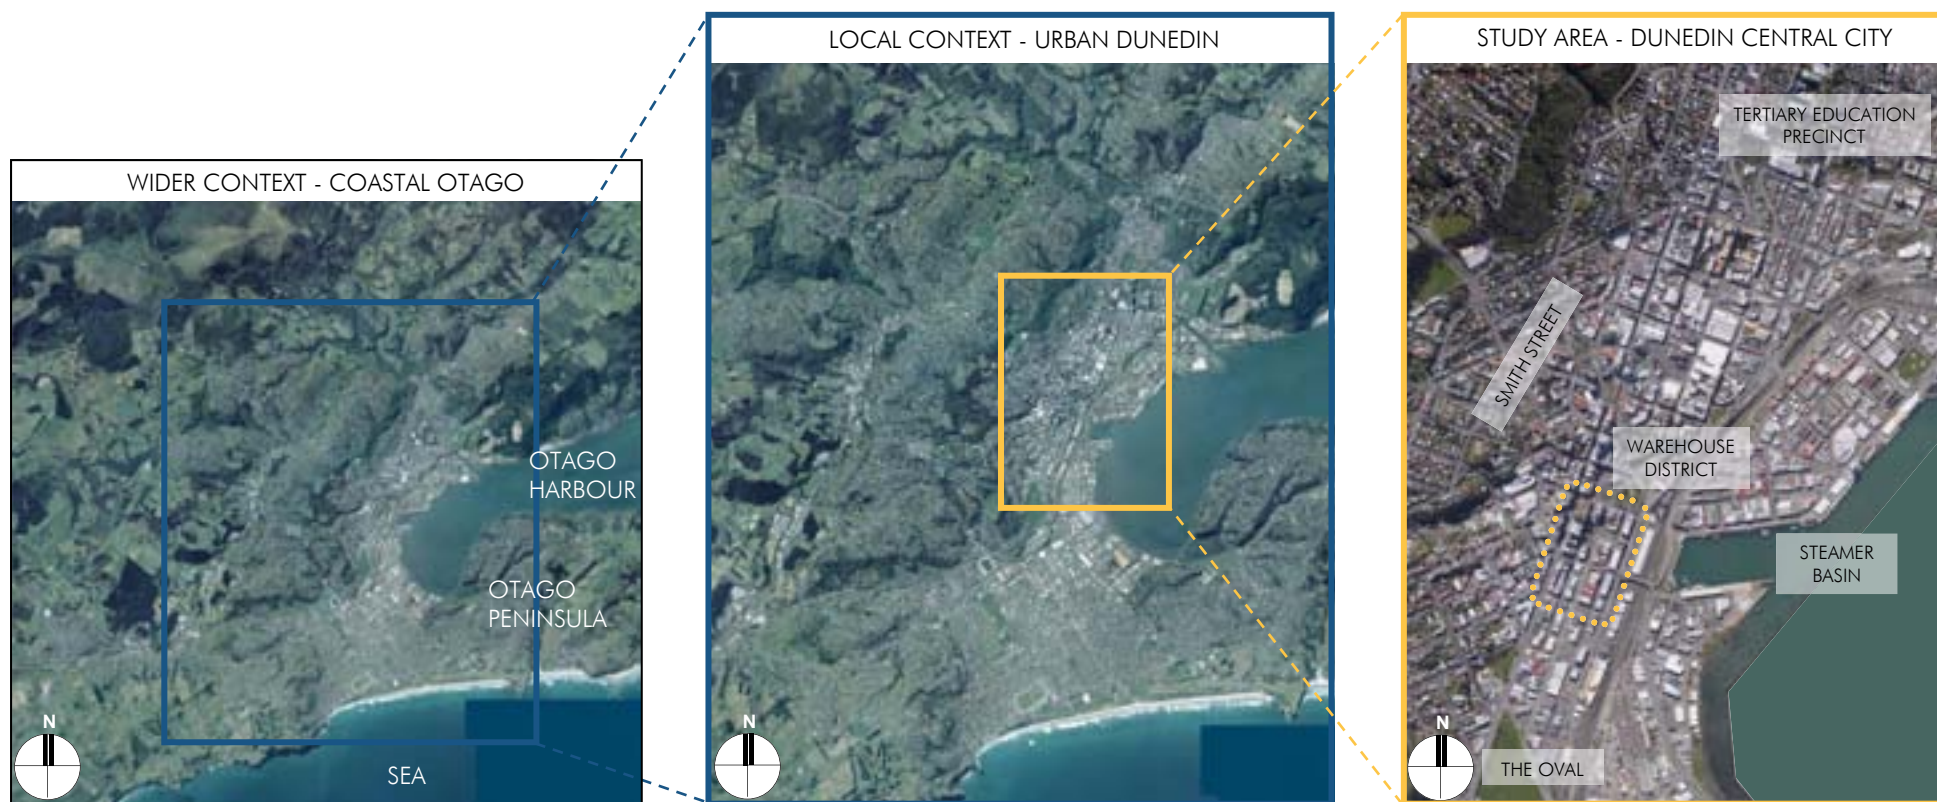 WIDER CONTEXT - COASTAL OTAGO
OTAGO
HARBOUR
OTAGO
PENINSULA
SEA
N
LOCAL CONTEXT - URBAN DUNEDIN
N
STUDY AREA - DUNEDIN CENTRAL CITY
TERTIARY EDUCATION
PRECINCT
SMITH STREET
WAREHOUSE
DISTRICT
STEAMER
BASIN
THE OVAL
N